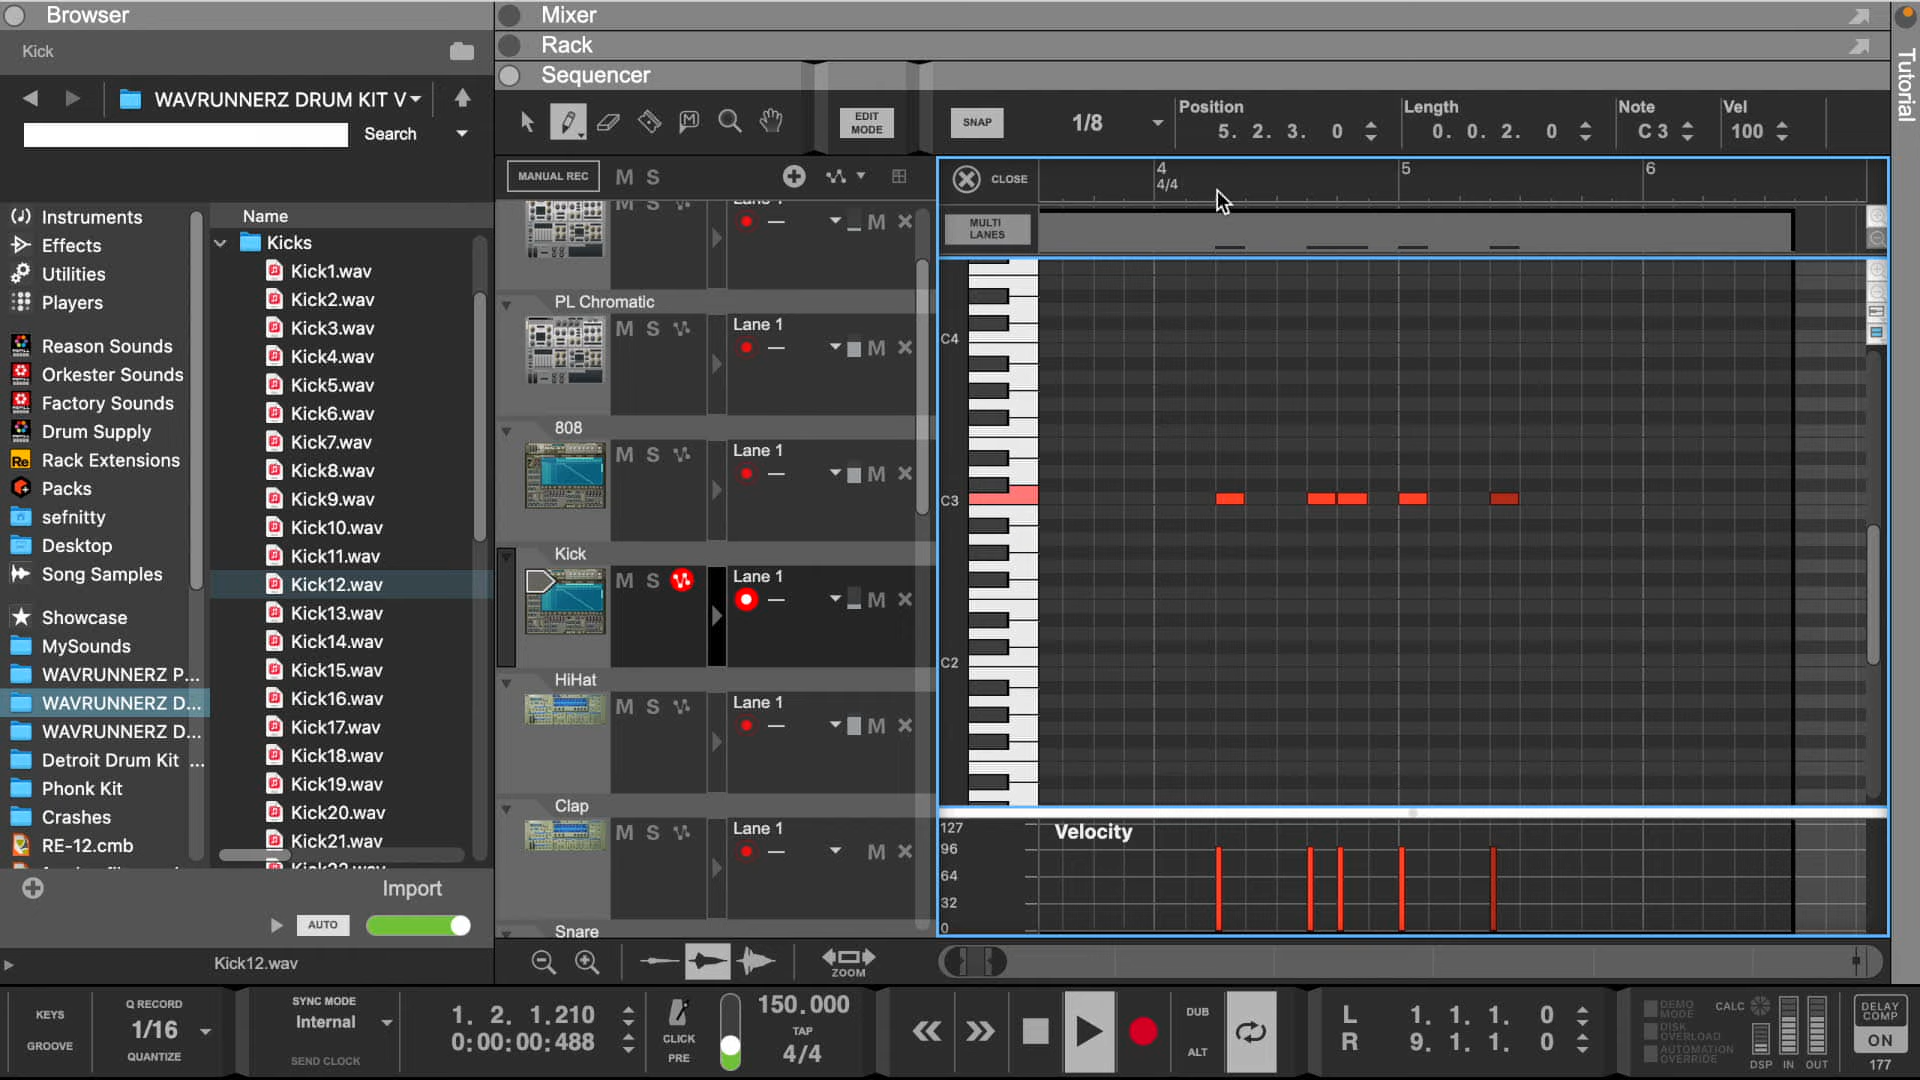 Browser
Mixer
Kick
Rack
WAVRUNNERZ DRUM KIT V
Sequencer
Search
EDIT
MODE
SNAP
1/8
Position
5. 2. 3. 0
Length
0. 0. 2. 0
Note
C 3
Vel
100
Tutorial
MANUAL REC
M S
CLOSE
4
4/4
5
6
MULTI
LANES
Instruments
Effects
Utilities
Players
Reason Sounds
Orkester Sounds
Factory Sounds
Drum Supply
Rack Extensions
Packs
sefnitty
Desktop
Song Samples
Showcase
MySounds
WAVRUNNERZ P...
WAVRUNNERZ D...
WAVRUNNERZ D...
Detroit Drum Kit ...
Phonk Kit
Crashes
RE-12.cmb
Name
Kicks
Kick1.wav
Kick2.wav
Kick3.wav
Kick4.wav
Kick5.wav
Kick6.wav
Kick7.wav
Kick8.wav
Kick9.wav
Kick10.wav
Kick11.wav
Kick12.wav
Kick13.wav
Kick14.wav
Kick15.wav
Kick16.wav
Kick17.wav
Kick18.wav
Kick19.wav
Kick20.wav
Kick21.wav
M S
Lane 1
M
PL Chromatic
M S
Lane 1
M
808
M S
Lane 1
M
Kick
M S
Lane 1
M
HiHat
M S
Lane 1
M
Clap
M S
Lane 1
M
Snare
C4
C3
C2
127
96
64
32
0
Velocity
Import
AUTO
Kick12.wav
ZOOM
KEYS
GROOVE
Q RECORD
1/16
QUANTIZE
SYNC MODE
Internal
SEND CLOCK
1. 2. 1.210
0:00:00:488
CLICK
PRE
150.000
TAP
4/4
DUB
ALT
L 1. 1. 1. 0
R 9. 1. 1. 0
DEMO
MODE
DISK
OVERLOAD
AUTOMATION
OVERRIDE
CALC
DSP IN OUT
DELAY
COMP
ON
177